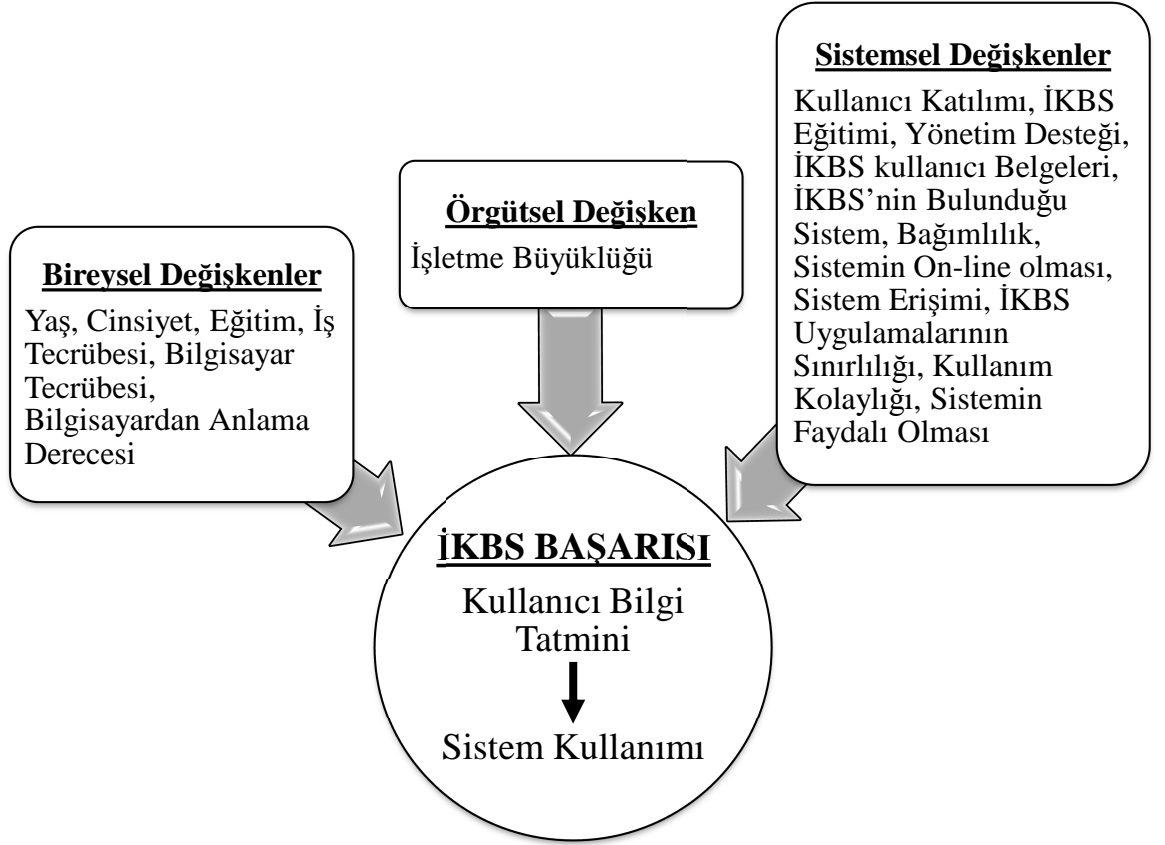 Bireysel Değişkenler
Yaş, Cinsiyet, Eğitim, İş
Tecrübesi, Bilgisayar
Tecrübesi,
Bilgisayardan Anlama
Derecesi
Örgütsel Değişken
İşletme Büyüklüğü
Sistemsel Değişkenler
Kullanıcı Katılımı, İKBS
Eğitimi, Yönetim Desteği,
İKBS kullanıcı Belgeleri,
İKBS’nin Bulunduğu
Sistem, Bağımlılık,
Sistemin On-line olması,
Sistem Erişimi, İKBS
Uygulamalarının
Sınırlılığı, Kullanım
Kolaylığı, Sistemin
Faydalı Olması
İKBS BAŞARISI
Kullanıcı Bilgi
Tatmini
Sistem Kullanımı